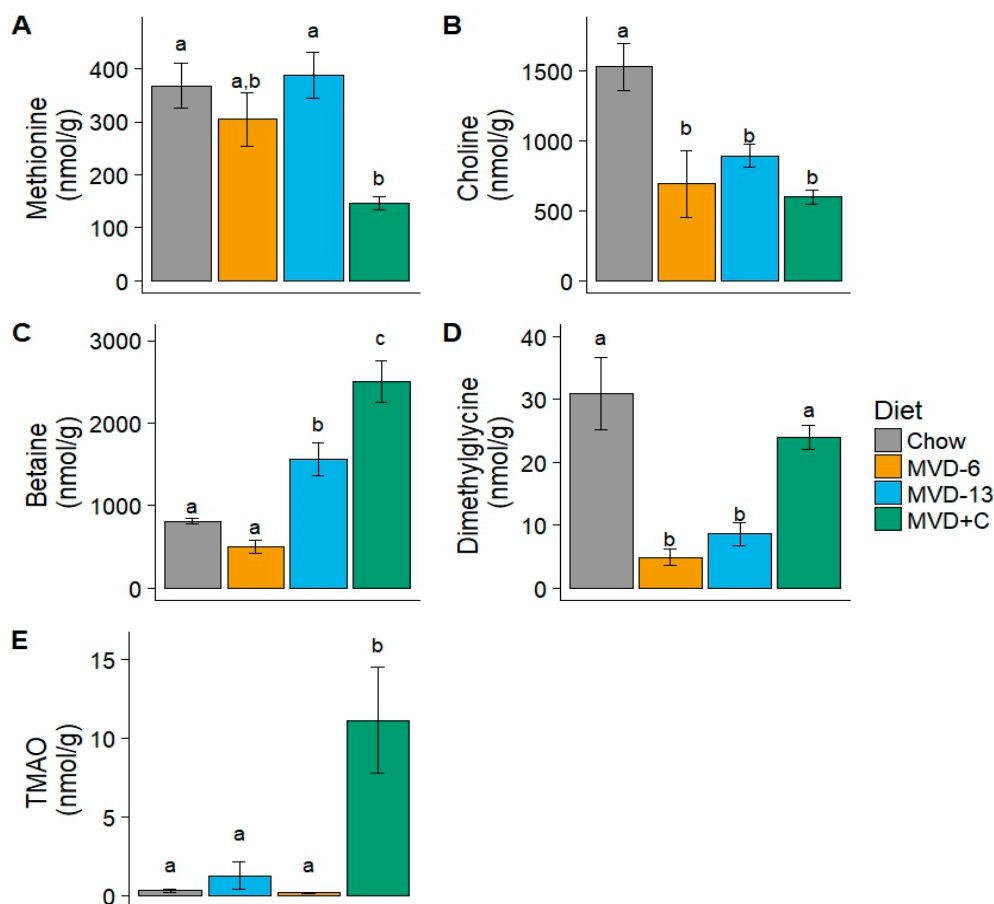 A
Methionine
(nmol/g)
400
300
200
100
0
a
a,b
a
b
B
Choline
(nmol/g)
1500
1000
500
0
a
b
b
b
C
Betaine
(nmol/g)
3000
2000
1000
0
a
a
b
c
D
Dimethylglycine
(nmol/g)
40
30
20
10
0
a
b
b
a
Diet
Chow
MVD-6
MVD-13
MVD+C
E
TMAO
(nmol/g)
15
10
5
0
a
a
a
b